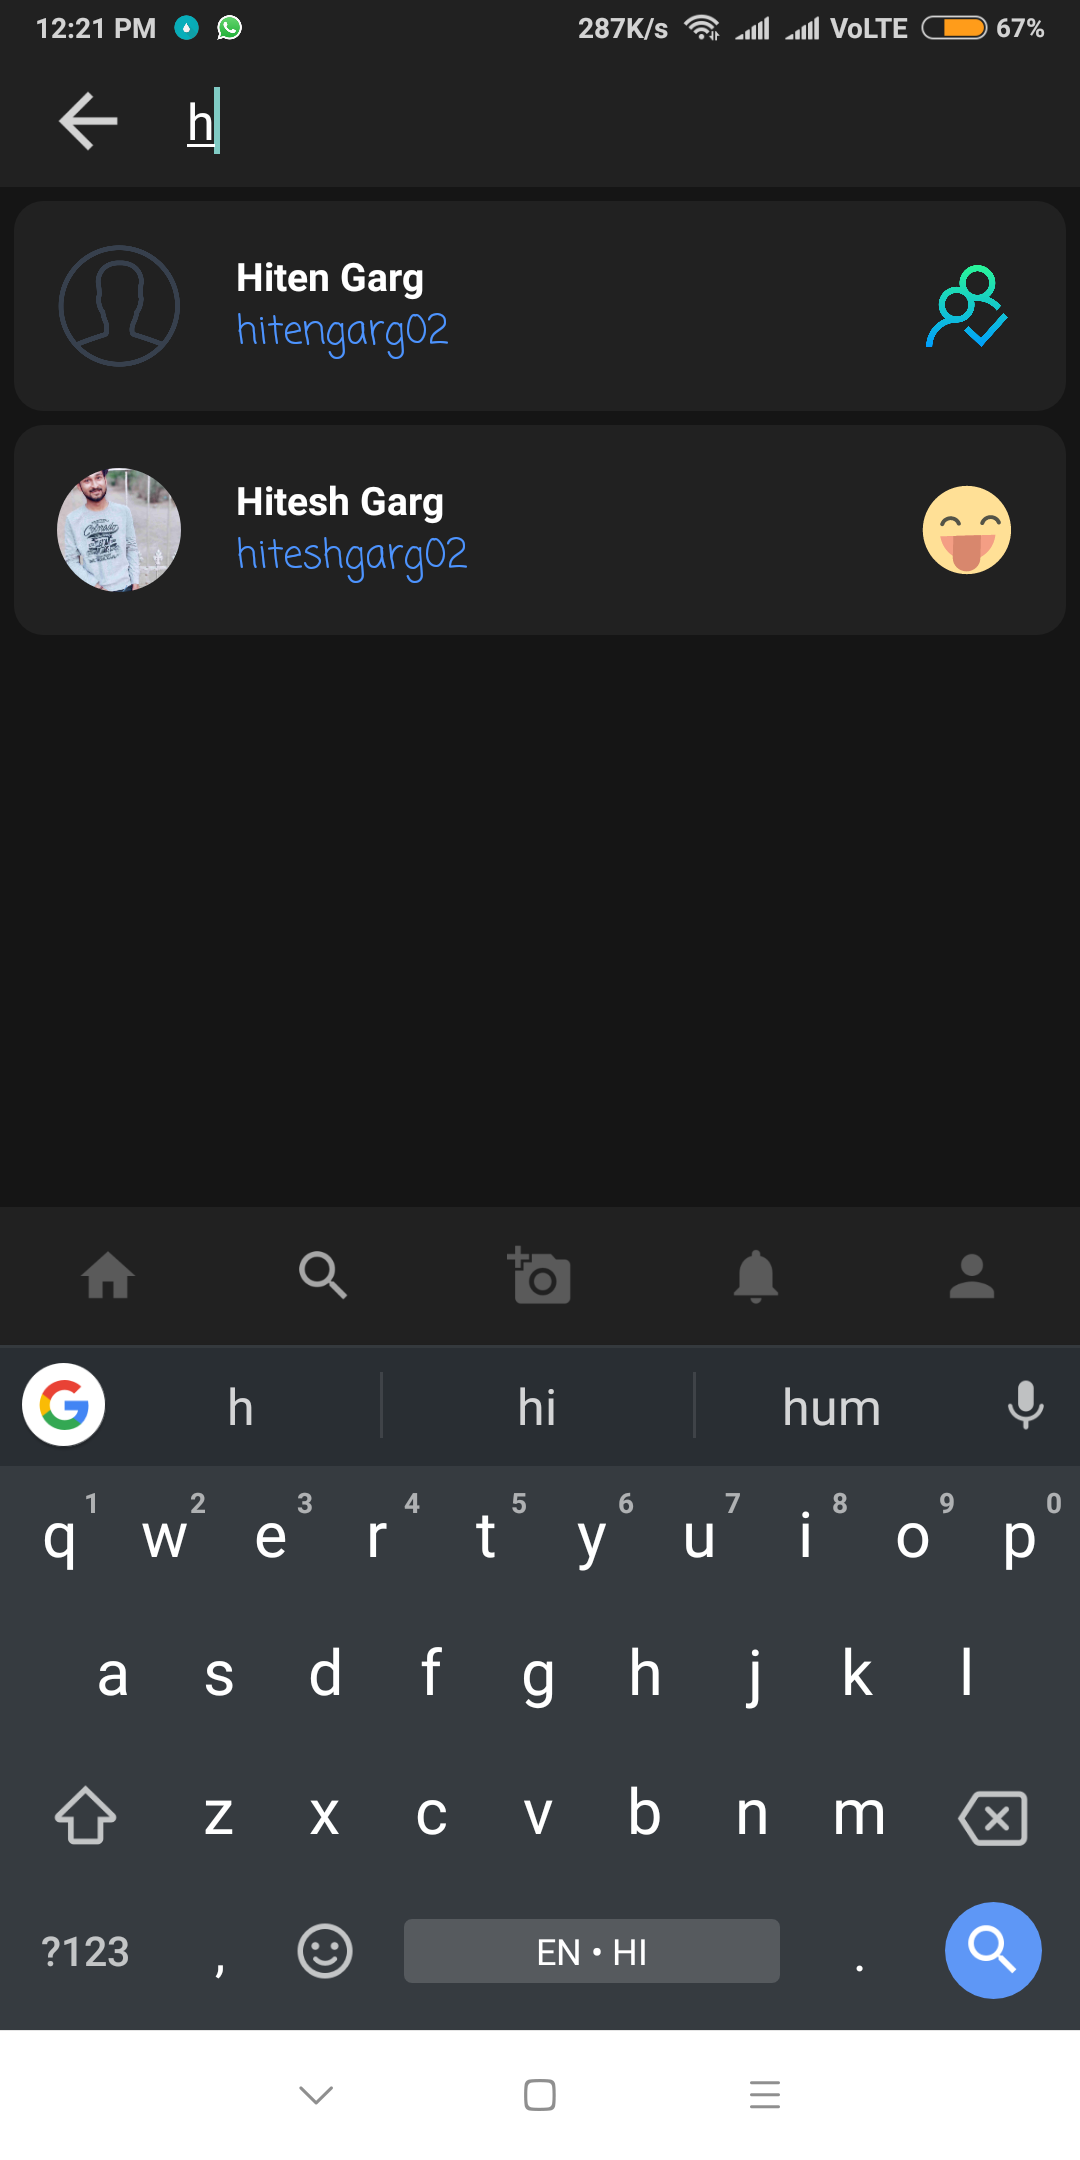 12:21 PM 287K/s VoLTE 67%
h
Hiten Garg
hitengarg02
Hitesh Garg
hiteshgarg02
h hi hum
1 2 3 4 5 6 7 8 9 0
q w e r t y u i o p
a s d f g h j k l
z x c v b n m
?123 , EN • HI .